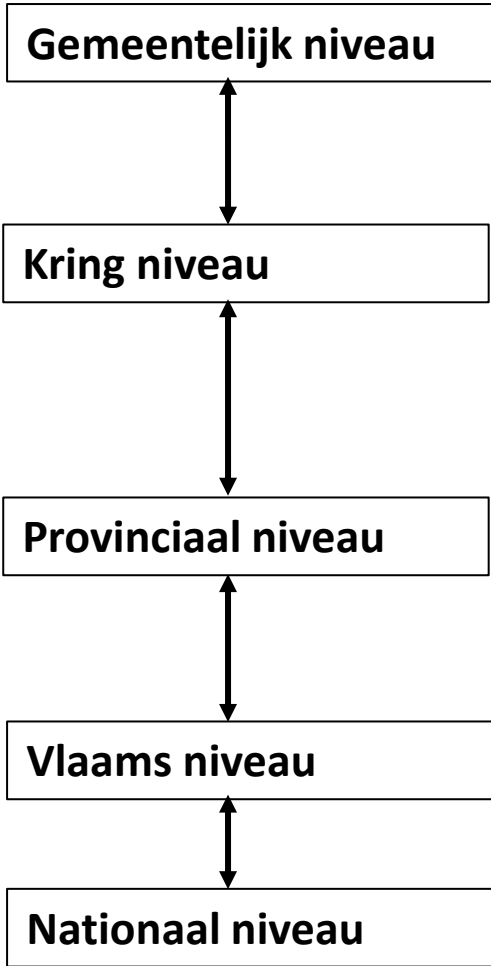 Gemeentelijk niveau
Kring niveau
Provinciaal niveau
Vlaams niveau
Nationaal niveau